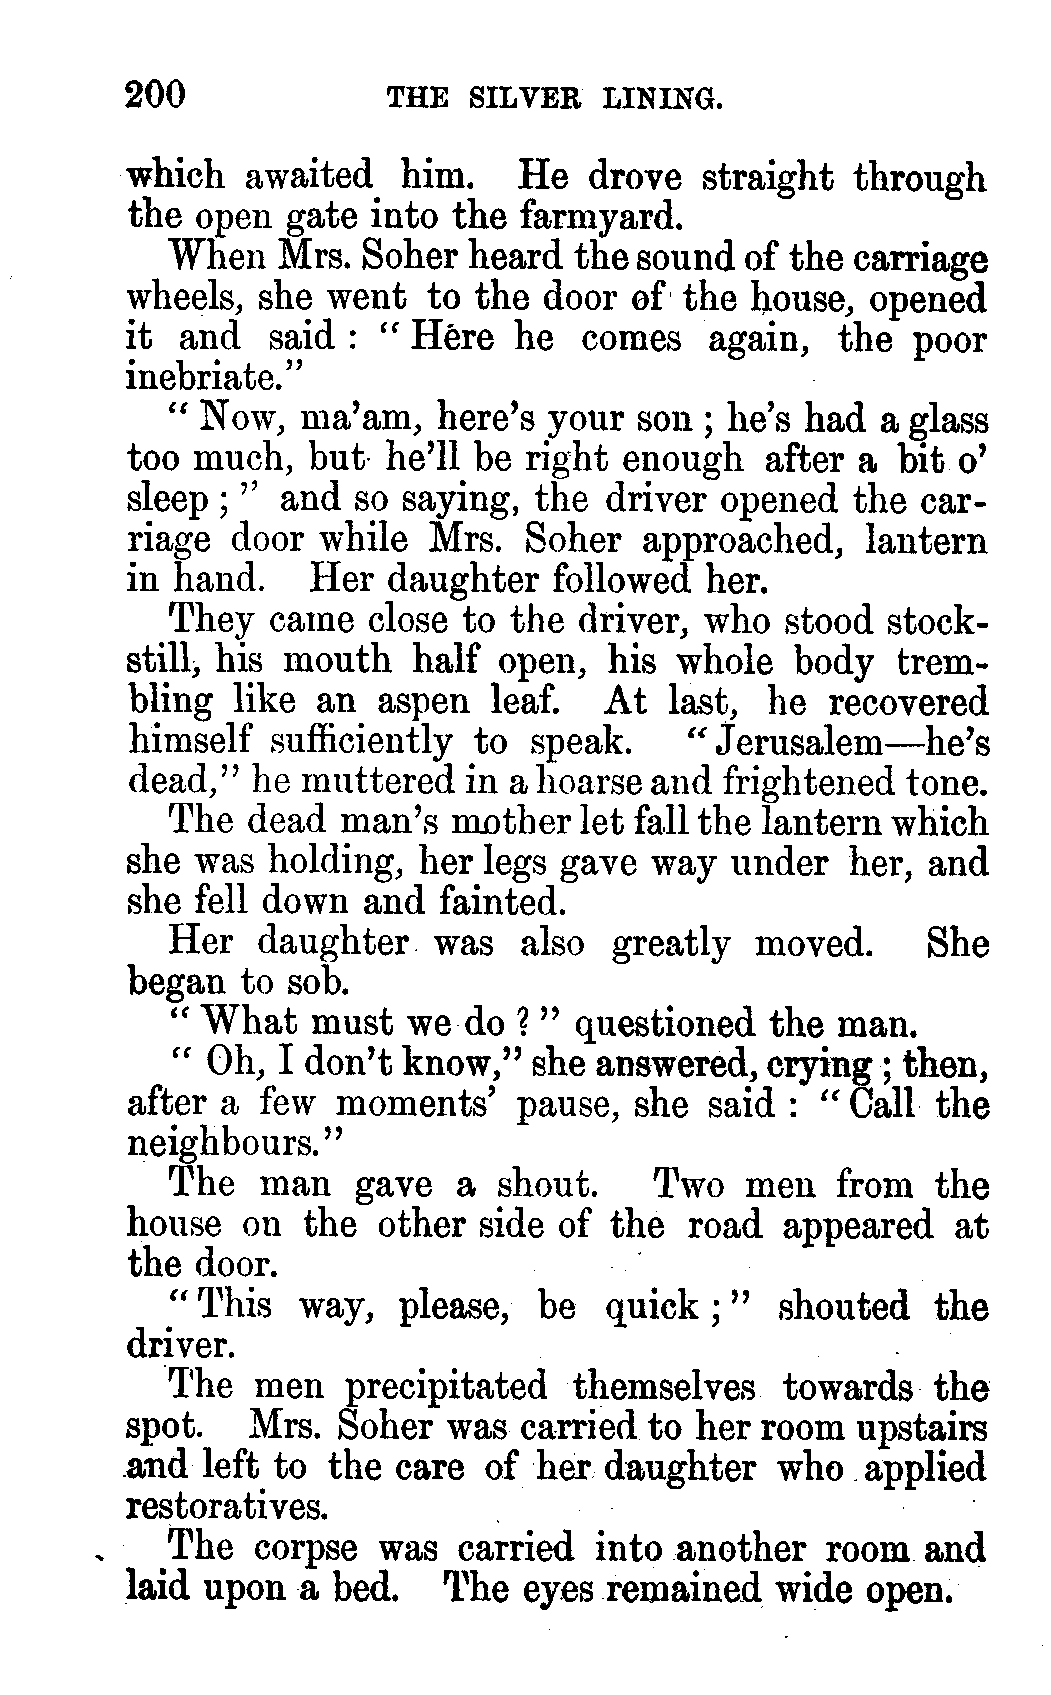 200 THE SILVER LINING.
which awaited him. He drove straight through
the open gate into the farmyard.
When Mrs. Soher heard the sound of the carriage
wheels, she went to the door of the house, opened
it and said : “ Hère he comes again, the poor
inebriate.”
“ Now, ma’am, here’s your son ; he’s had a glass
too much, but he’ll be right enough after a bit o’
sleep ; ” and so saying, the driver opened the car-
riage door while Mrs. Soher approached, lantern
in hand. Her daughter followed her.
They came close to the driver, who stood stock-
still, his mouth half open, his whole body trem-
bling like an aspen leaf. At last, he recovered
himself sufficiently to speak. “ Jerusalem—he’s
dead,” he muttered in a hoarse and frightened tone.
The dead man’s mother let fall the lantern which
she was holding, her legs gave way under her, and
she fell down and fainted.
Her daughter was also greatly moved. She
began to sob.
“ What must we do ? ” questioned the man.
“ Oh, I don’t know,” she answered, crying ; then,
after a few moments’ pause, she said : “ Call the
neighbours.”
The man gave a shout. Two men from the
house on the other side of the road appeared at
the door.
“ This way, please, be quick ; ” shouted the
driver.
The men precipitated themselves towards the
spot. Mrs. Soher was carried to her room upstairs
and left to the care of her daughter who applied
restoratives.
The corpse was carried into another room and
laid upon a bed. The eyes remained wide open.